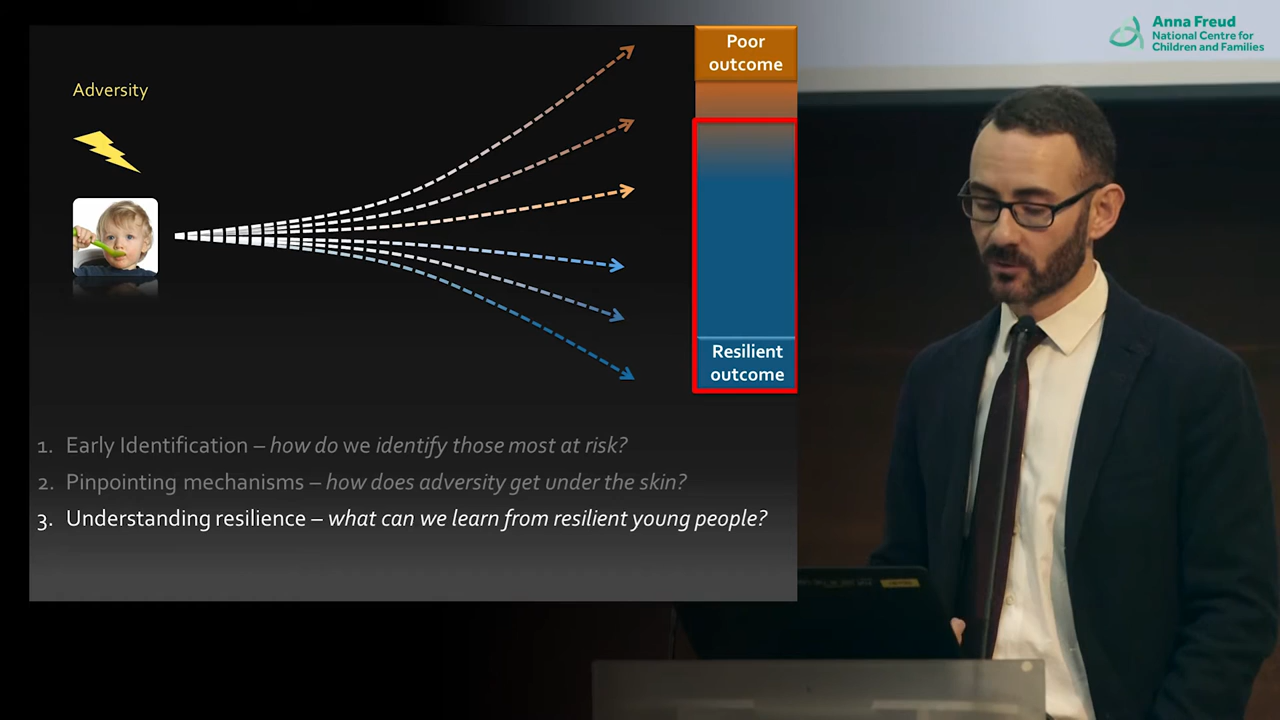 Adversity
Poor
outcome
Resilient
outcome
1. Early Identification – how do we identify those most at risk?
2. Pinpointing mechanisms – how does adversity get under the skin?
3. Understanding resilience – what can we learn from resilient young people?
Anna Freud
National Centre for
Children and Families